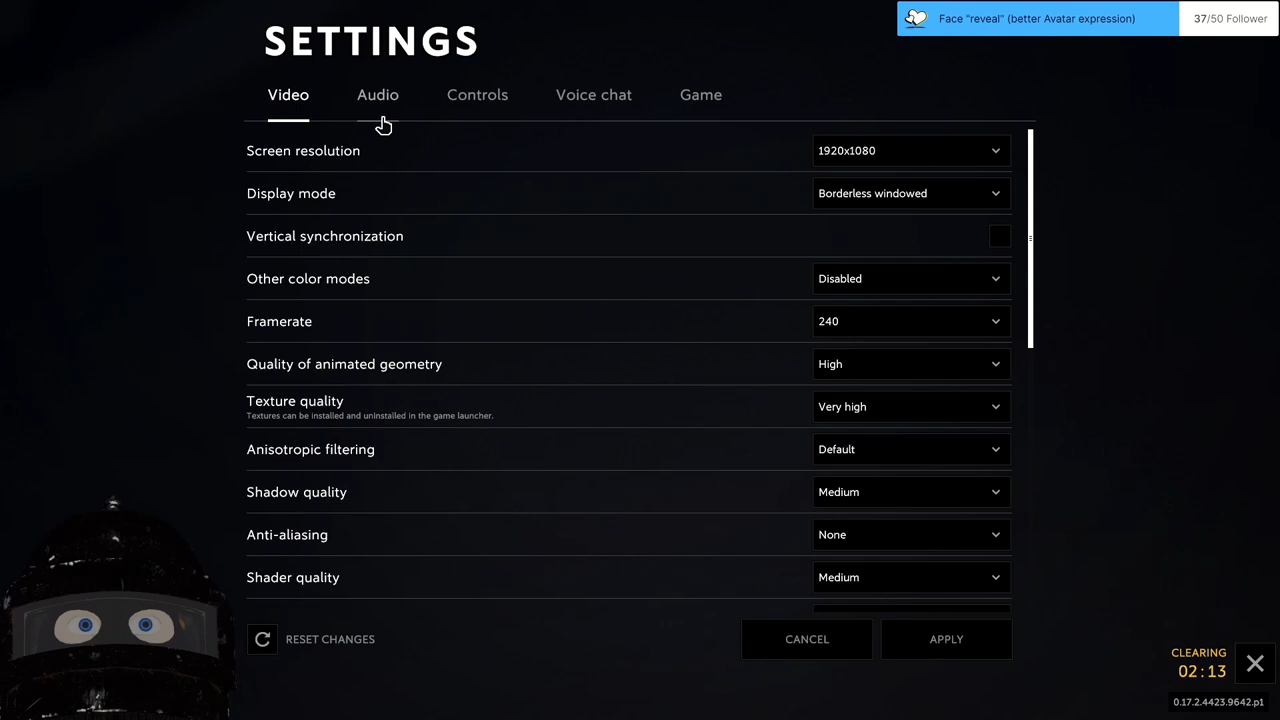 Face "reveal" (better Avatar expression)
37/50 Follower
SETTINGS
Video
Audio
Controls
Voice chat
Game
Screen resolution
1920x1080
Display mode
Borderless windowed
Vertical synchronization
Other color modes
Disabled
Framerate
240
Quality of animated geometry
High
Texture quality
Textures can be installed and uninstalled in the game launcher.
Very high
Anisotropic filtering
Default
Shadow quality
Medium
Anti-aliasing
None
Shader quality
Medium
RESET CHANGES
CANCEL
APPLY
CLEARING
02:13
0.17.2.4423.9642.p1